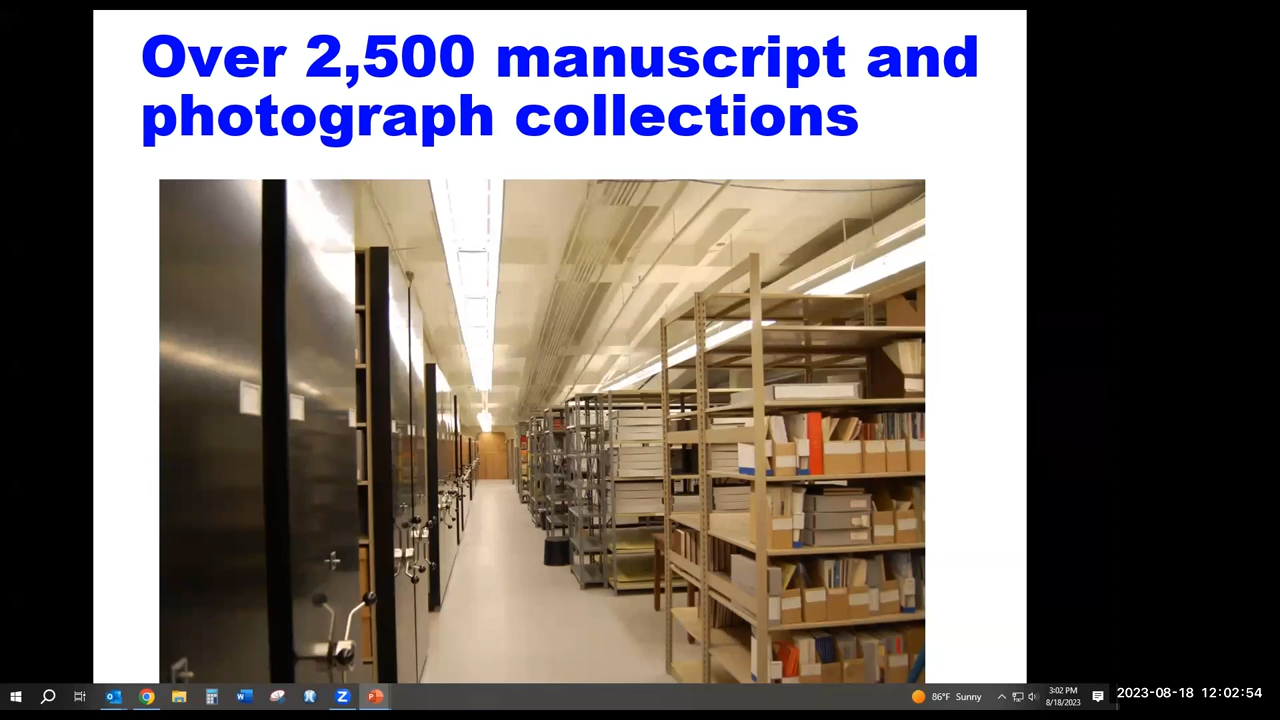 Over 2,500 manuscript and
photograph collections
86°F Sunny
3:02 PM
8/18/2023
2023-08-18 12:02:54